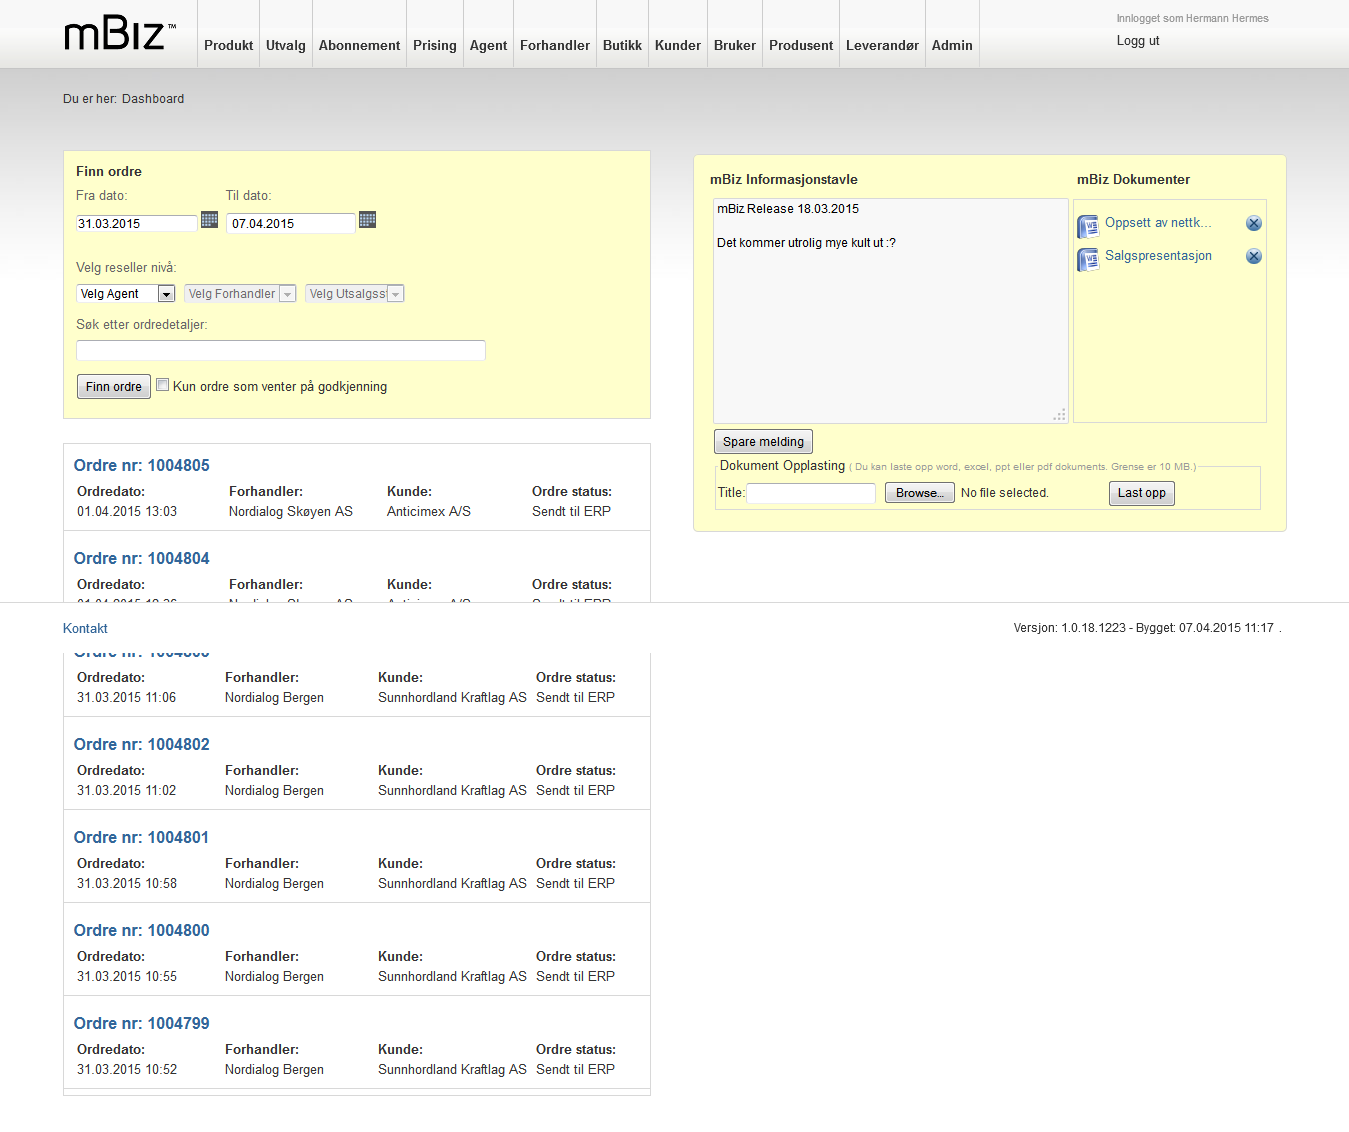 mBiz™
Produkt Utvalg Abonnement Prising Agent Forhandler Butikk Kunder Bruker Produsent Leverandør Admin
Innlogget som Hermann Hermes
Logg ut
Du er her: Dashboard
Finn ordre
Fra dato: Til dato:
31.03.2015 07.04.2015
Velg reseller nivå:
Velg Agent Velg Forhandler Velg Utsalgss
Søk etter ordredetaljer:
Finn ordre Kun ordre som venter på godkjenning
mBiz Informasjonstavle
mBiz Release 18.03.2015
Det kommer utrolig mye kult ut :?
mBiz Dokumenter
Oppsett av nettk...
Salgspresentasjon
Spare melding
Dokument Opplasting ( Du kan laste opp word, excel, ppt eller pdf dokuments. Grense er 10 MB.)
Title: Browse... No file selected. Last opp
Ordre nr: 1004805
Ordredato: Forhandler: Kunde: Ordre status:
01.04.2015 13:03 Nordialog Skøyen AS Anticimex A/S Sendt til ERP
Ordre nr: 1004804
Ordredato: Forhandler: Kunde: Ordre status:
Nordialog Skøyen AS Anticimex A/S Sendt til ERP
Kontakt
Versjon: 1.0.18.1223 - Bygget: 07.04.2015 11:17 .
Ordredato: Forhandler: Kunde: Ordre status:
31.03.2015 11:06 Nordialog Bergen Sunnhordland Kraftlag AS Sendt til ERP
Ordre nr: 1004802
Ordredato: Forhandler: Kunde: Ordre status:
31.03.2015 11:02 Nordialog Bergen Sunnhordland Kraftlag AS Sendt til ERP
Ordre nr: 1004801
Ordredato: Forhandler: Kunde: Ordre status:
31.03.2015 10:58 Nordialog Bergen Sunnhordland Kraftlag AS Sendt til ERP
Ordre nr: 1004800
Ordredato: Forhandler: Kunde: Ordre status:
31.03.2015 10:55 Nordialog Bergen Sunnhordland Kraftlag AS Sendt til ERP
Ordre nr: 1004799
Ordredato: Forhandler: Kunde: Ordre status:
31.03.2015 10:52 Nordialog Bergen Sunnhordland Kraftlag AS Sendt til ERP